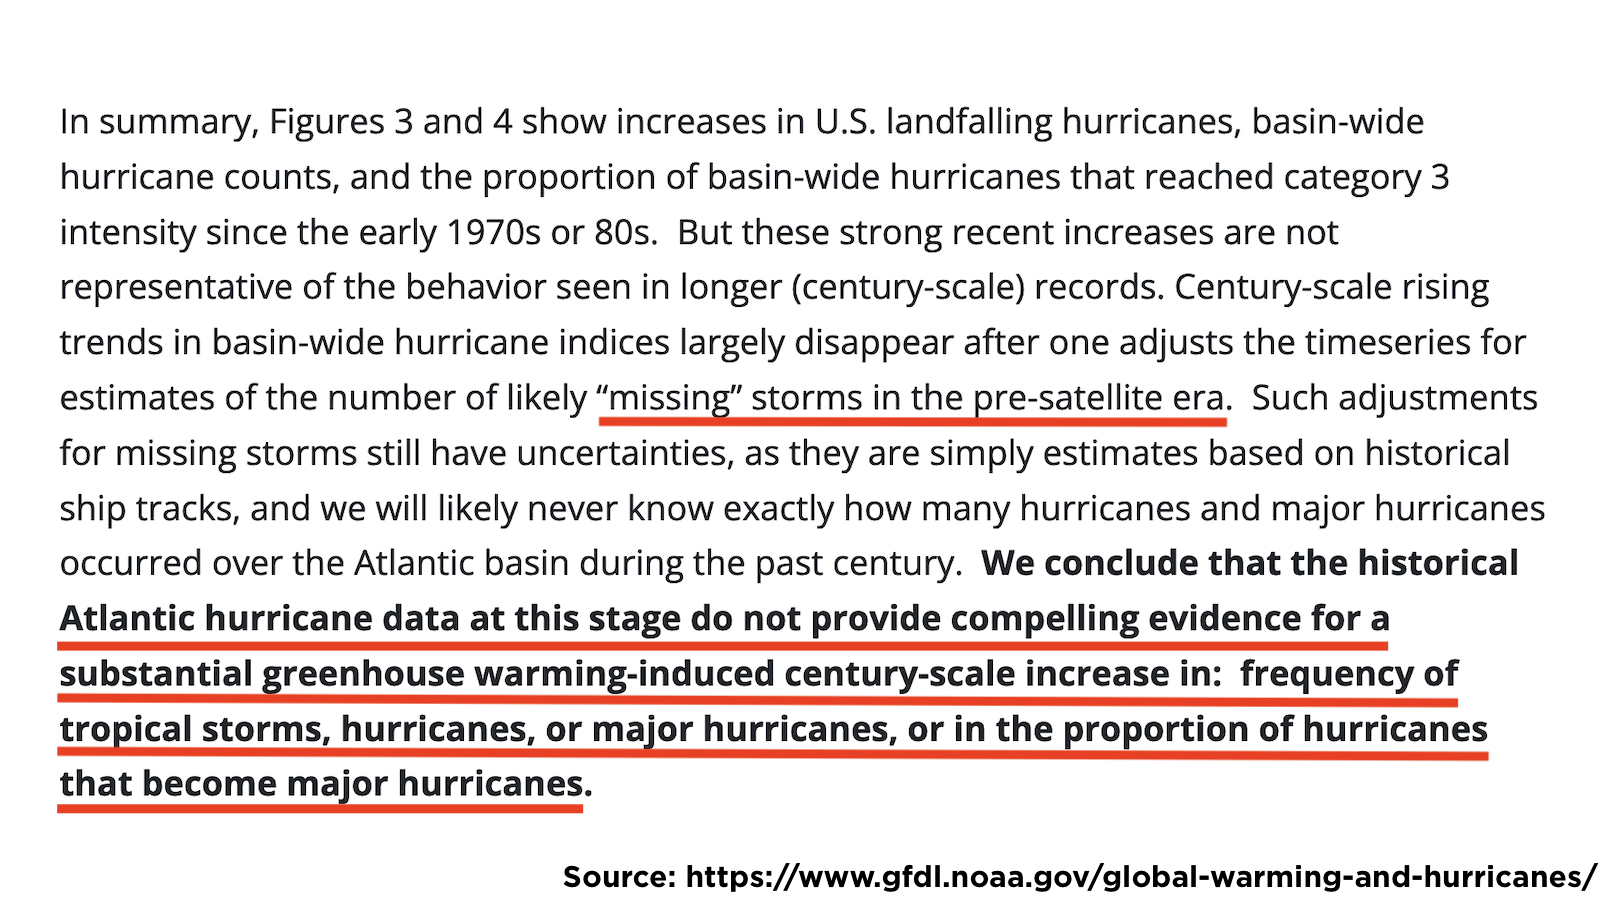 In summary, Figures 3 and 4 show increases in U.S. landfalling hurricanes, basin-wide
hurricane counts, and the proportion of basin-wide hurricanes that reached category 3
intensity since the early 1970s or 80s.  But these strong recent increases are not
representative of the behavior seen in longer (century-scale) records. Century-scale rising
trends in basin-wide hurricane indices largely disappear after one adjusts the timeseries for
estimates of the number of likely “missing” storms in the pre-satellite era.  Such adjustments
for missing storms still have uncertainties, as they are simply estimates based on historical
ship tracks, and we will likely never know exactly how many hurricanes and major hurricanes
occurred over the Atlantic basin during the past century.  We conclude that the historical
Atlantic hurricane data at this stage do not provide compelling evidence for a
substantial greenhouse warming-induced century-scale increase in:  frequency of
tropical storms, hurricanes, or major hurricanes, or in the proportion of hurricanes
that become major hurricanes.
Source: https://www.gfdl.noaa.gov/global-warming-and-hurricanes/